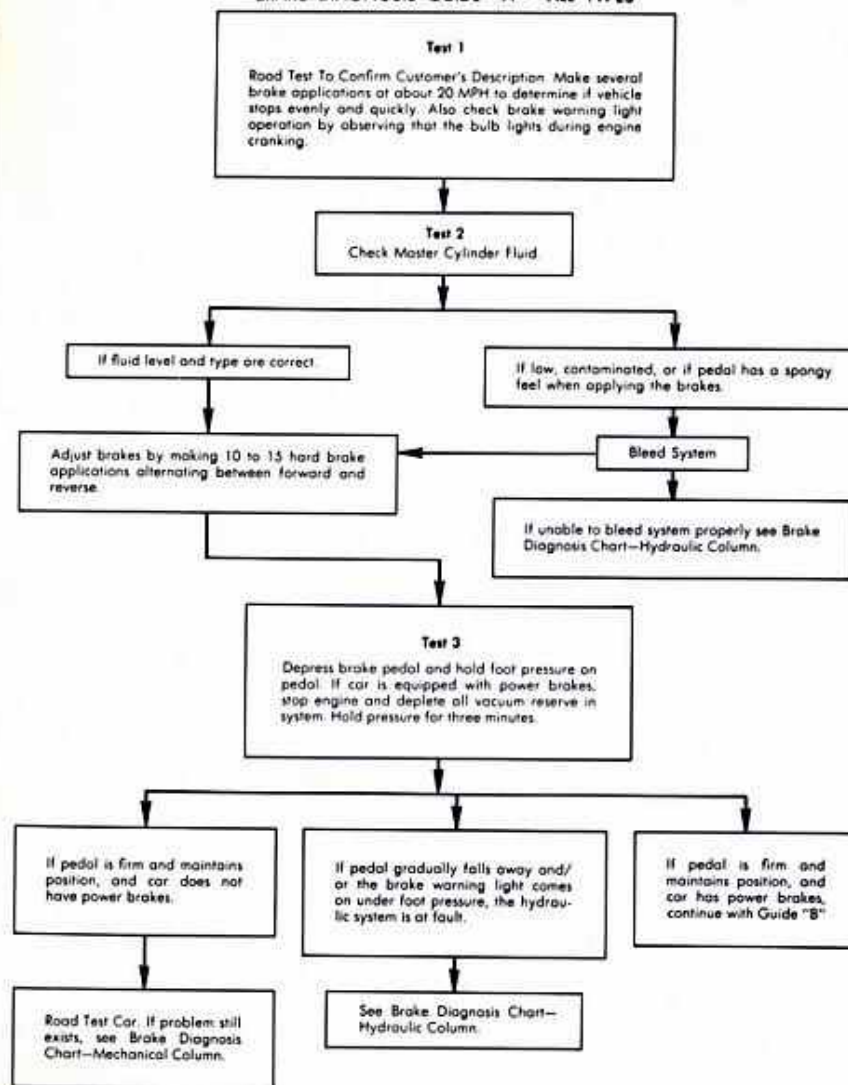 Test 1
Road Test To Confirm Customer's Description. Make several
brake applications at about 20 MPH to determine if vehicle
stops evenly and quickly. Also check brake warning light
operation by observing that the bulb lights during engine
cranking.
Test 2
Check Master Cylinder Fluid
If fluid level and type are correct
If low, contaminated, or if pedal has a spongy
feel when applying the brakes.
Adjust brakes by making 10 to 15 hard brake
applications alternating between forward and
reverse.
Bleed System
If unable to bleed system properly see Brake
Diagnosis Chart—Hydraulic Column.
Test 3
Depress brake pedal and hold foot pressure on
pedal. If car is equipped with power brakes,
stop engine and deplete all vacuum reserve in
system. Hold pressure for three minutes.
If pedal is firm and maintains
position, and car does not
have power brakes.
If pedal gradually falls away and/
or the brake warning light comes
on under foot pressure, the hydrau-
lic system is at fault.
If pedal is firm and
maintains position, and
car has power brakes,
continue with Guide "B"
Road Test Car. If problem still
exists, see Brake Diagnosis
Chart—Mechanical Column.
See Brake Diagnosis Chart—
Hydraulic Column.